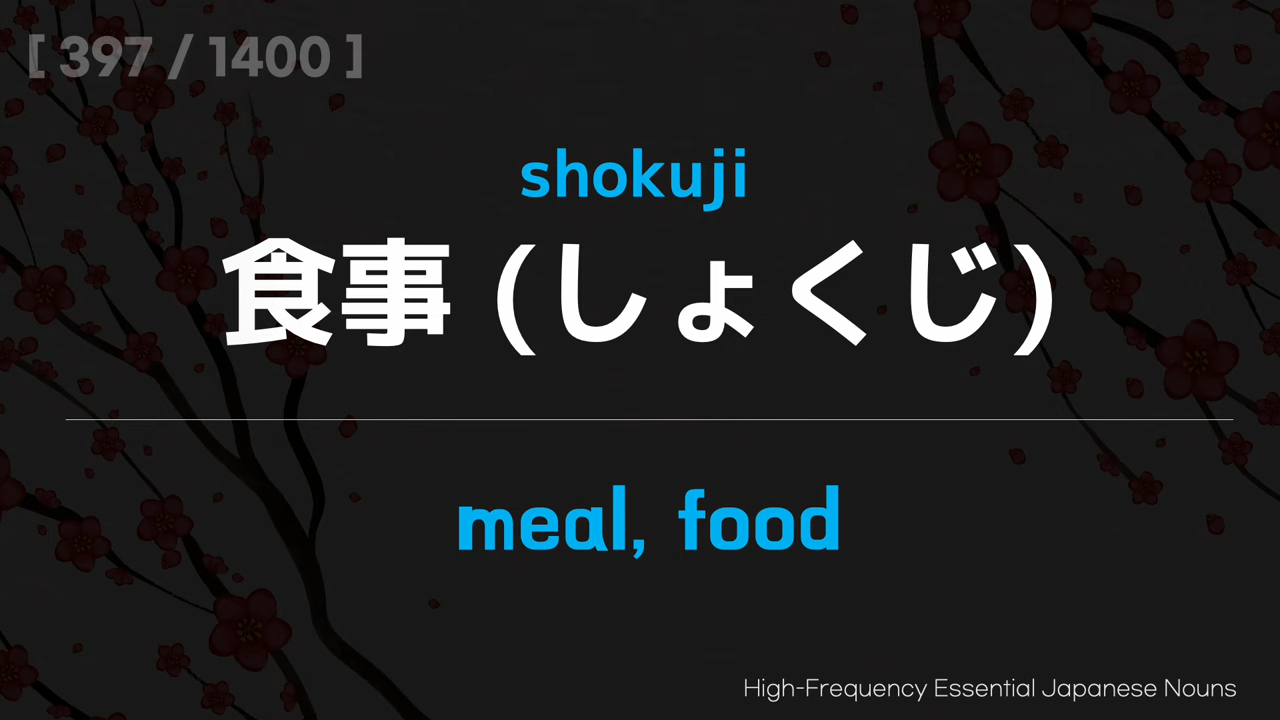 [ 397 / 1400 ]
shokuji
食事 (しょくじ)
meal, food
High-Frequency Essential Japanese Nouns